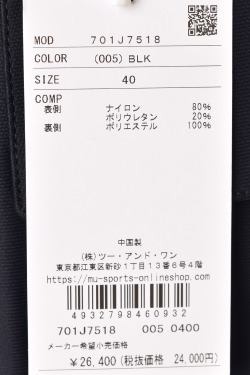 MOD 701J7518
COLOR (005) BLK
SIZE 40
COMP
表側 ナイロン 80%
ポリウレタン 20%
裏側 ポリエステル 100%
中国製
(株)ツー・アンド・ワン
東京都江東区新砂1丁目13番6号4階
https://mu-sports-onlineshop.com/
4932798460932
701J7518 005 0400
メーカー希望小売価格
¥26,400 (税抜価格 24,000円)